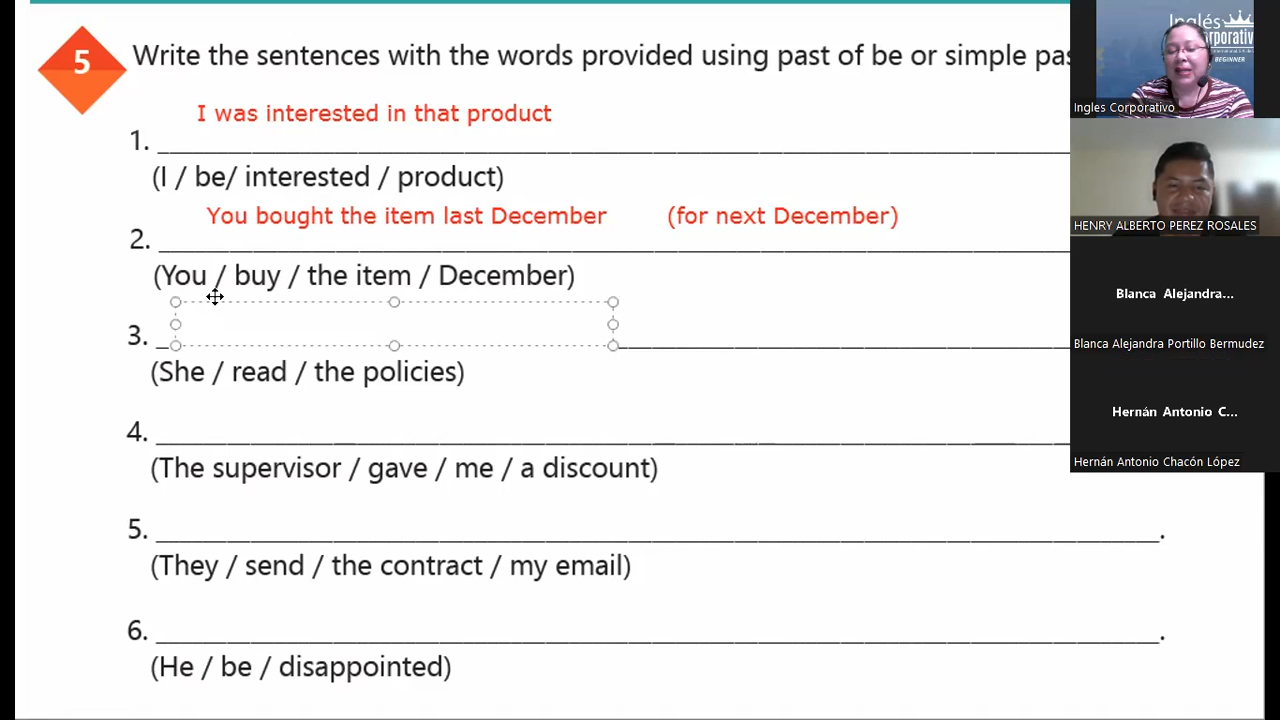 5
Write the sentences with the words provided using past of be or simple pas
I was interested in that product
1.
(I / be/ interested / product)
You bought the item last December (for next December)
2.
(You / buy / the item / December)
3.
(She / read / the policies)
4.
(The supervisor / gave / me / a discount)
5. .
(They / send / the contract / my email)
6. .
(He / be / disappointed)
Inglés
BEGINNER
Ingles Corporativo
HENRY ALBERTO PEREZ ROSALES
Blanca Alejandra...
Blanca Alejandra Portillo Bermudez
Hernán Antonio C...
Hernán Antonio Chacón López